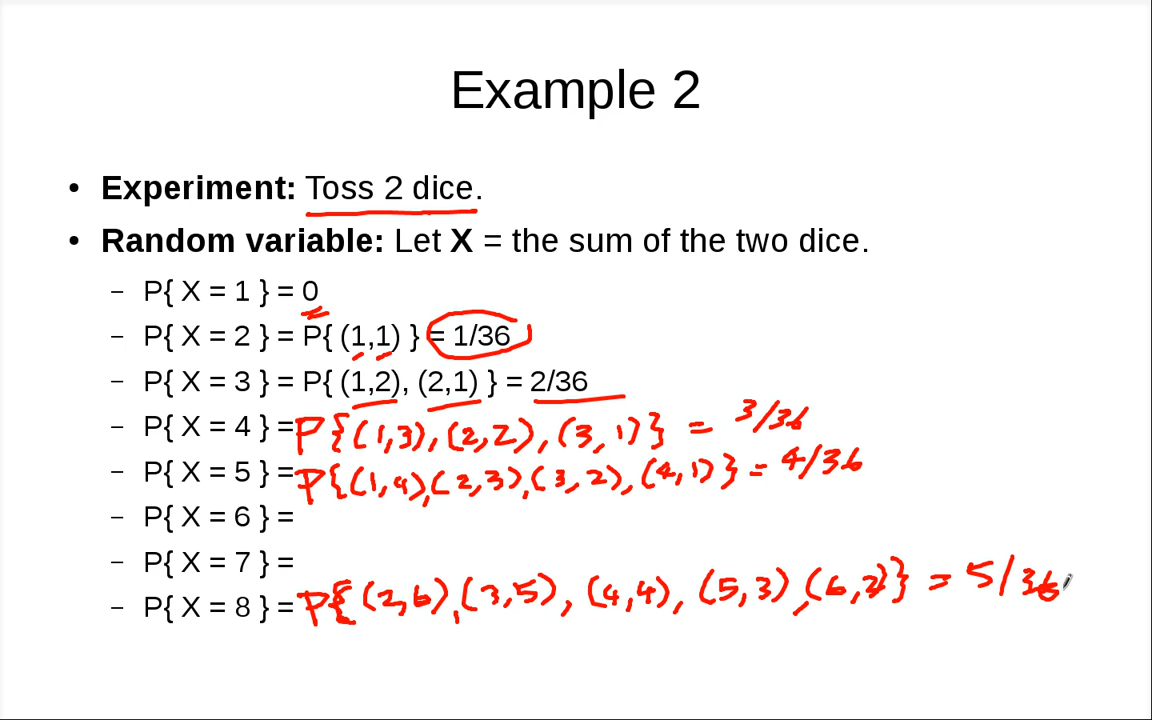 Example 2
• Experiment: Toss 2 dice.
• Random variable: Let X = the sum of the two dice.
– P{ X = 1 } = 0
– P{ X = 2 } = P{ (1,1) } = 1/36
– P{ X = 3 } = P{ (1,2), (2,1) } = 2/36
– P{ X = 4 } = P{(1,3),(2,2),(3,1)} = 3/36
– P{ X = 5 } = P{(1,4),(2,3),(3,2),(4,1)} = 4/36
– P{ X = 6 } =
– P{ X = 7 } =
– P{ X = 8 } = P{(2,6),(3,5),(4,4),(5,3),(6,2)} = 5/36